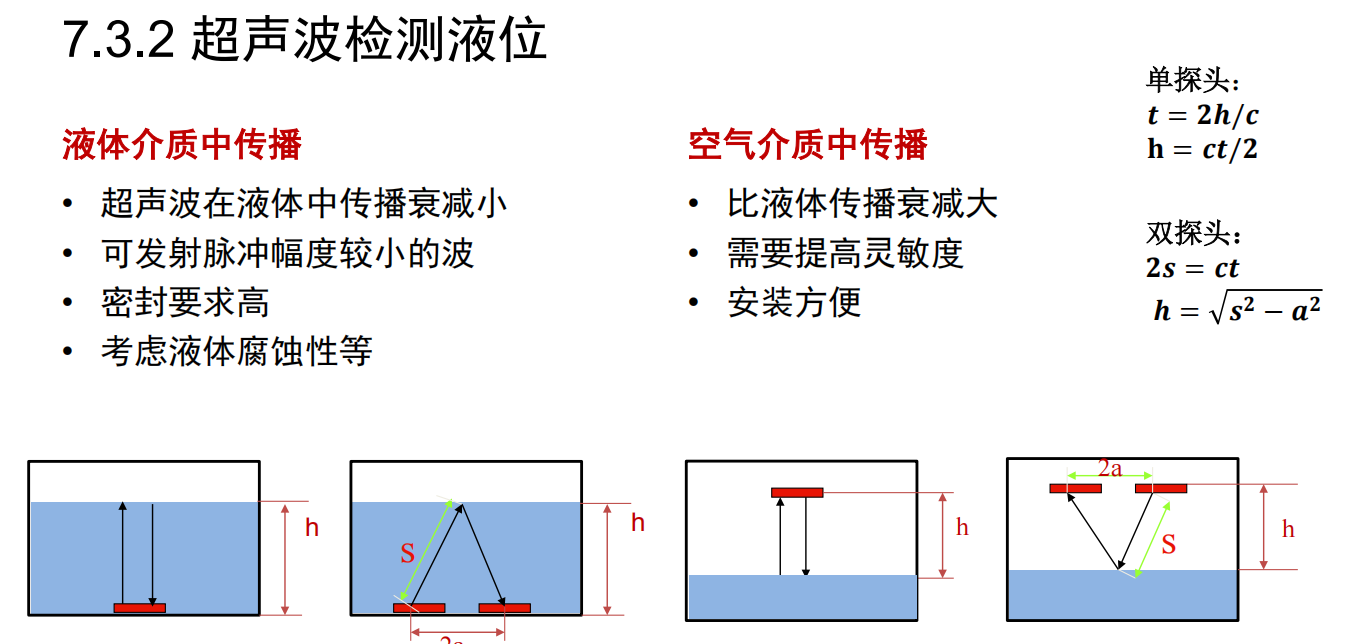 7.3.2 超声波检测液位
液体介质中传播
• 超声波在液体中传播衰减小
• 可发射脉冲幅度较小的波
• 密封要求高
• 考虑液体腐蚀性等
空气介质中传播
• 比液体传播衰减大
• 需要提高灵敏度
• 安装方便
单探头:
t = 2h/c
h = ct/2
双探头:
2s = ct
h = √s² − a²
h
S
h
2a
h
2a
S
h